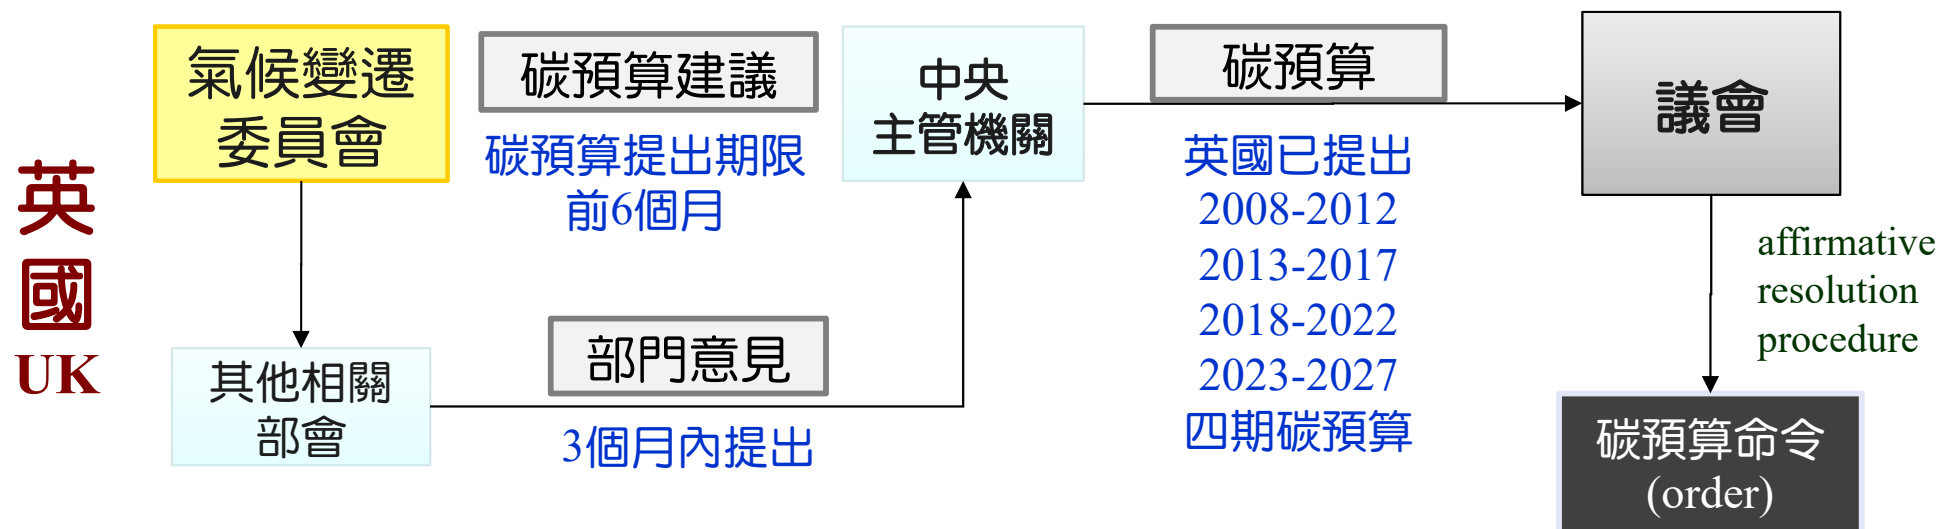 英
國
UK
氣候變遷
委員會
碳預算建議
碳預算提出期限
前6個月
中央
主管機關
碳預算
英國已提出
2008-2012
2013-2017
2018-2022
2023-2027
四期碳預算
議會
affirmative
resolution
procedure
其他相關
部會
部門意見
3個月內提出
碳預算命令
(order)